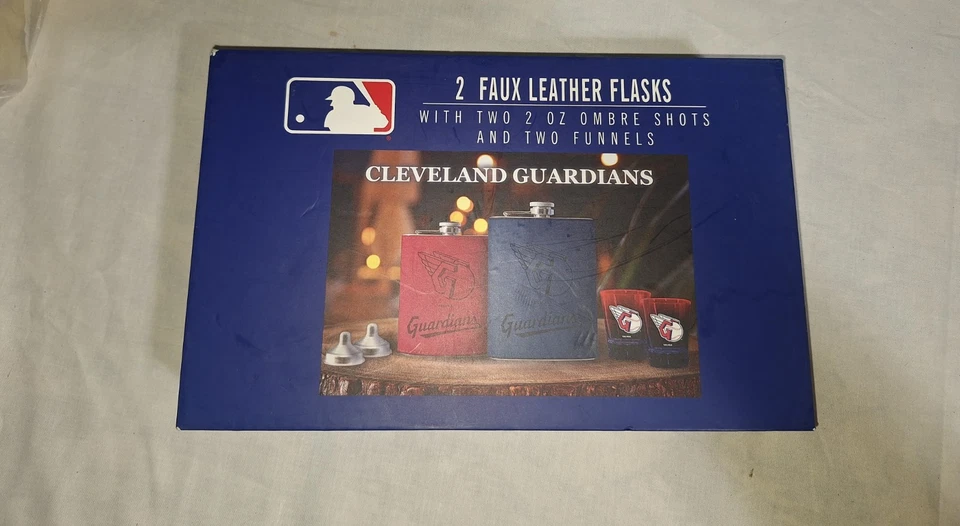 2 FAUX LEATHER FLASKS
WITH TWO 2 OZ OMBRE SHOTS
AND TWO FUNNELS
CLEVELAND GUARDIANS
Guardians
Guardians